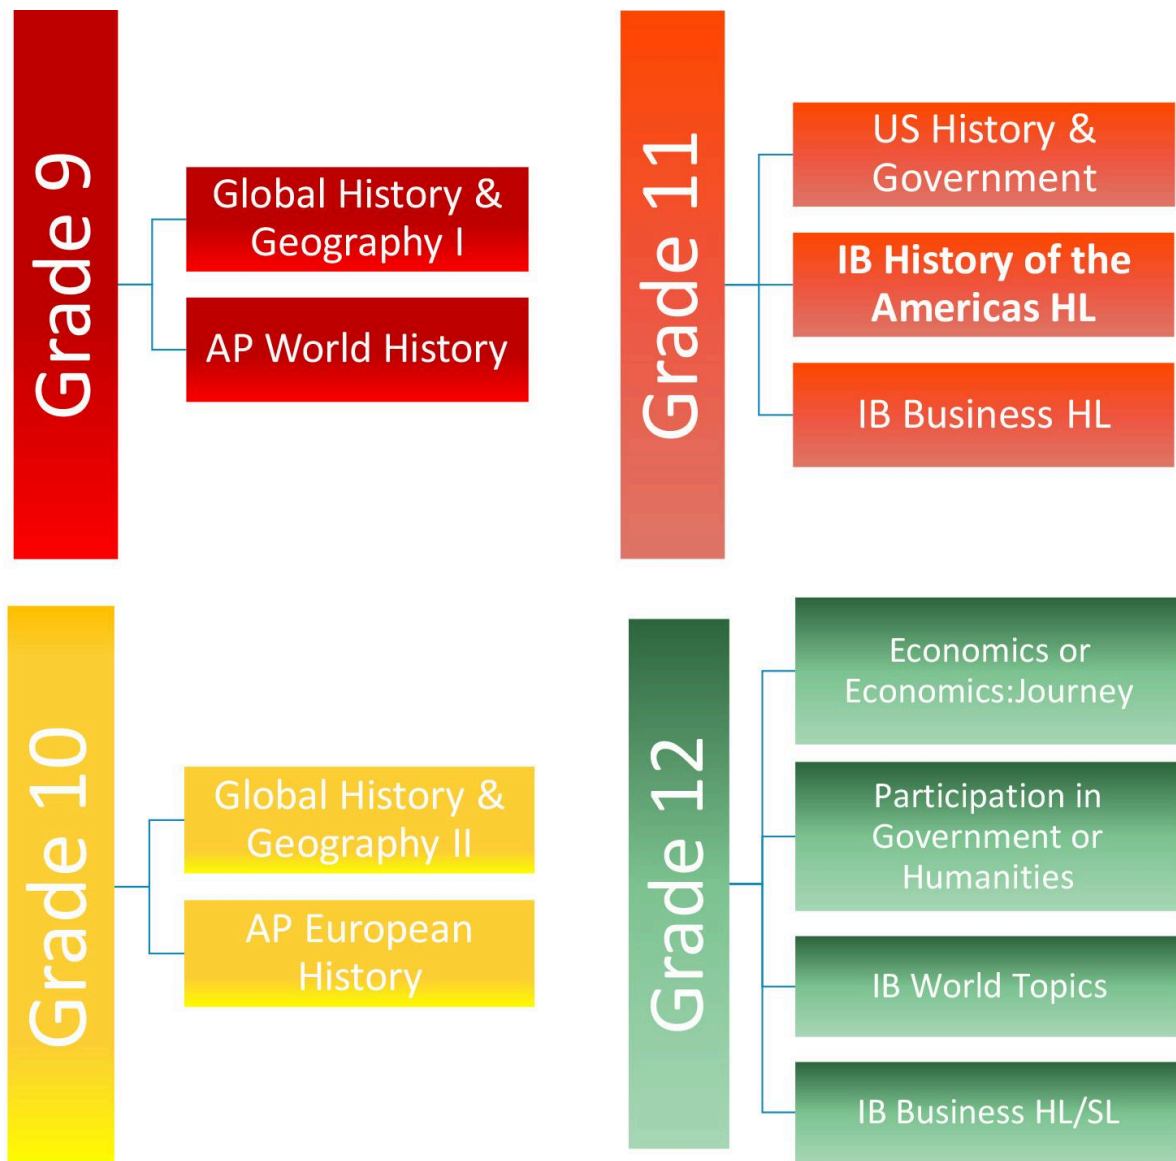 Grade 9
Global History &
Geography I
AP World History
Grade 11
US History &
Government
IB History of the
Americas HL
IB Business HL
Grade 10
Global History &
Geography II
AP European
History
Grade 12
Economics or
Economics:Journey
Participation in
Government or
Humanities
IB World Topics
IB Business HL/SL